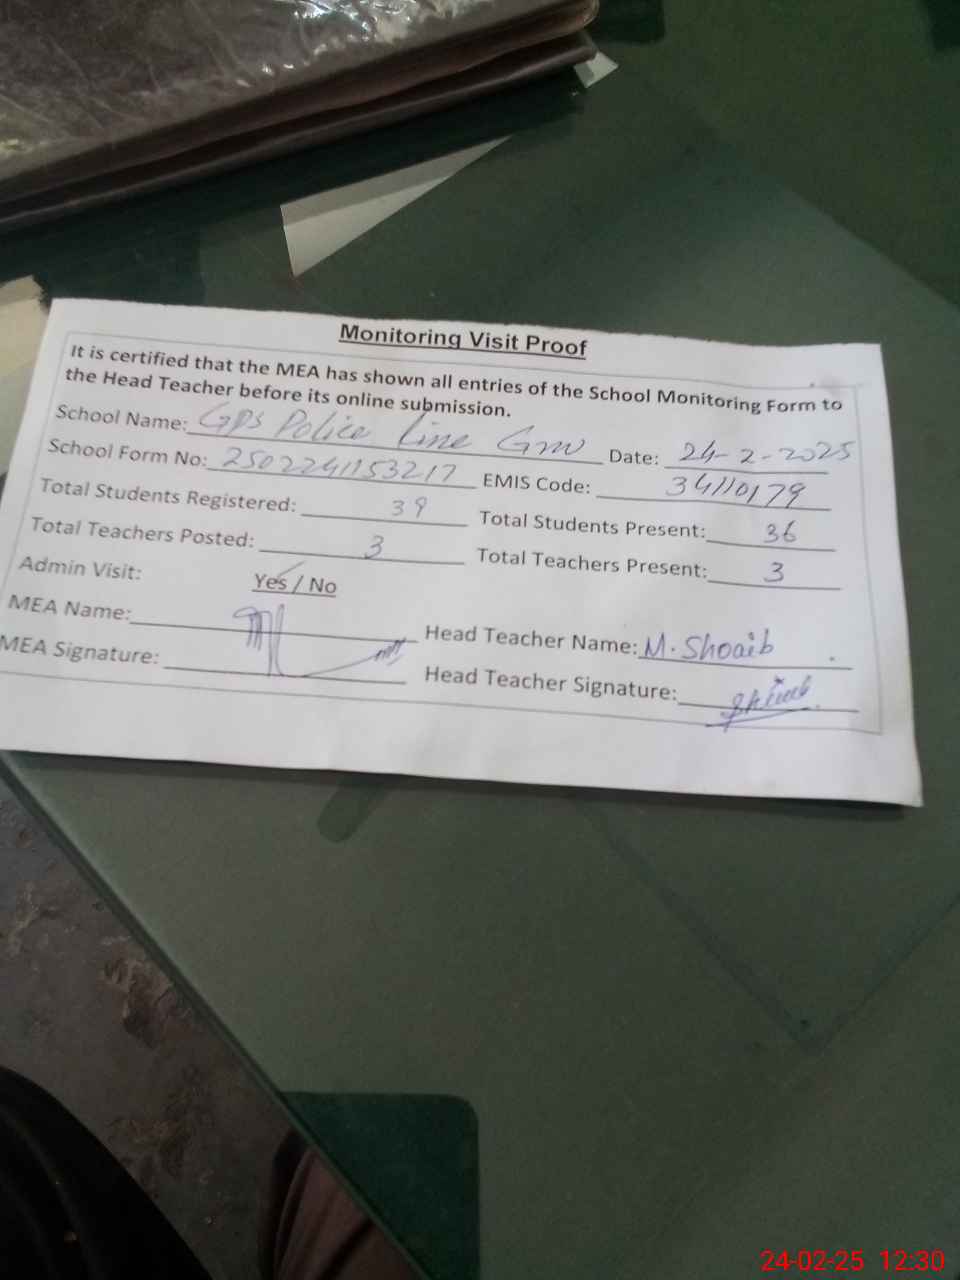 Monitoring Visit Proof
It is certified that the MEA has shown all entries of the School Monitoring Form to
the Head Teacher before its online submission.
School Name: GPS Police Line Grw Date: 24-2-2025
School Form No: 2502241153217 EMIS Code: 34110179
Total Students Registered: 39 Total Students Present: 36
Total Teachers Posted: 3 Total Teachers Present: 3
Admin Visit: Yes / No
MEA Name: Head Teacher Name: M. Shoaib
MEA Signature: Head Teacher Signature:
24-02-25 12:30